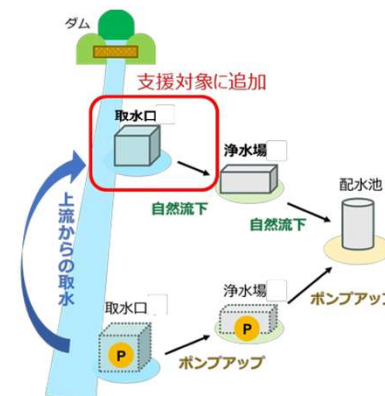 ダム
支援対象に追加
取水口
浄水場
配水池
自然流下
自然流下
上流からの取水
取水口
浄水場
P
P
ポンプアップ
ポンプアップ